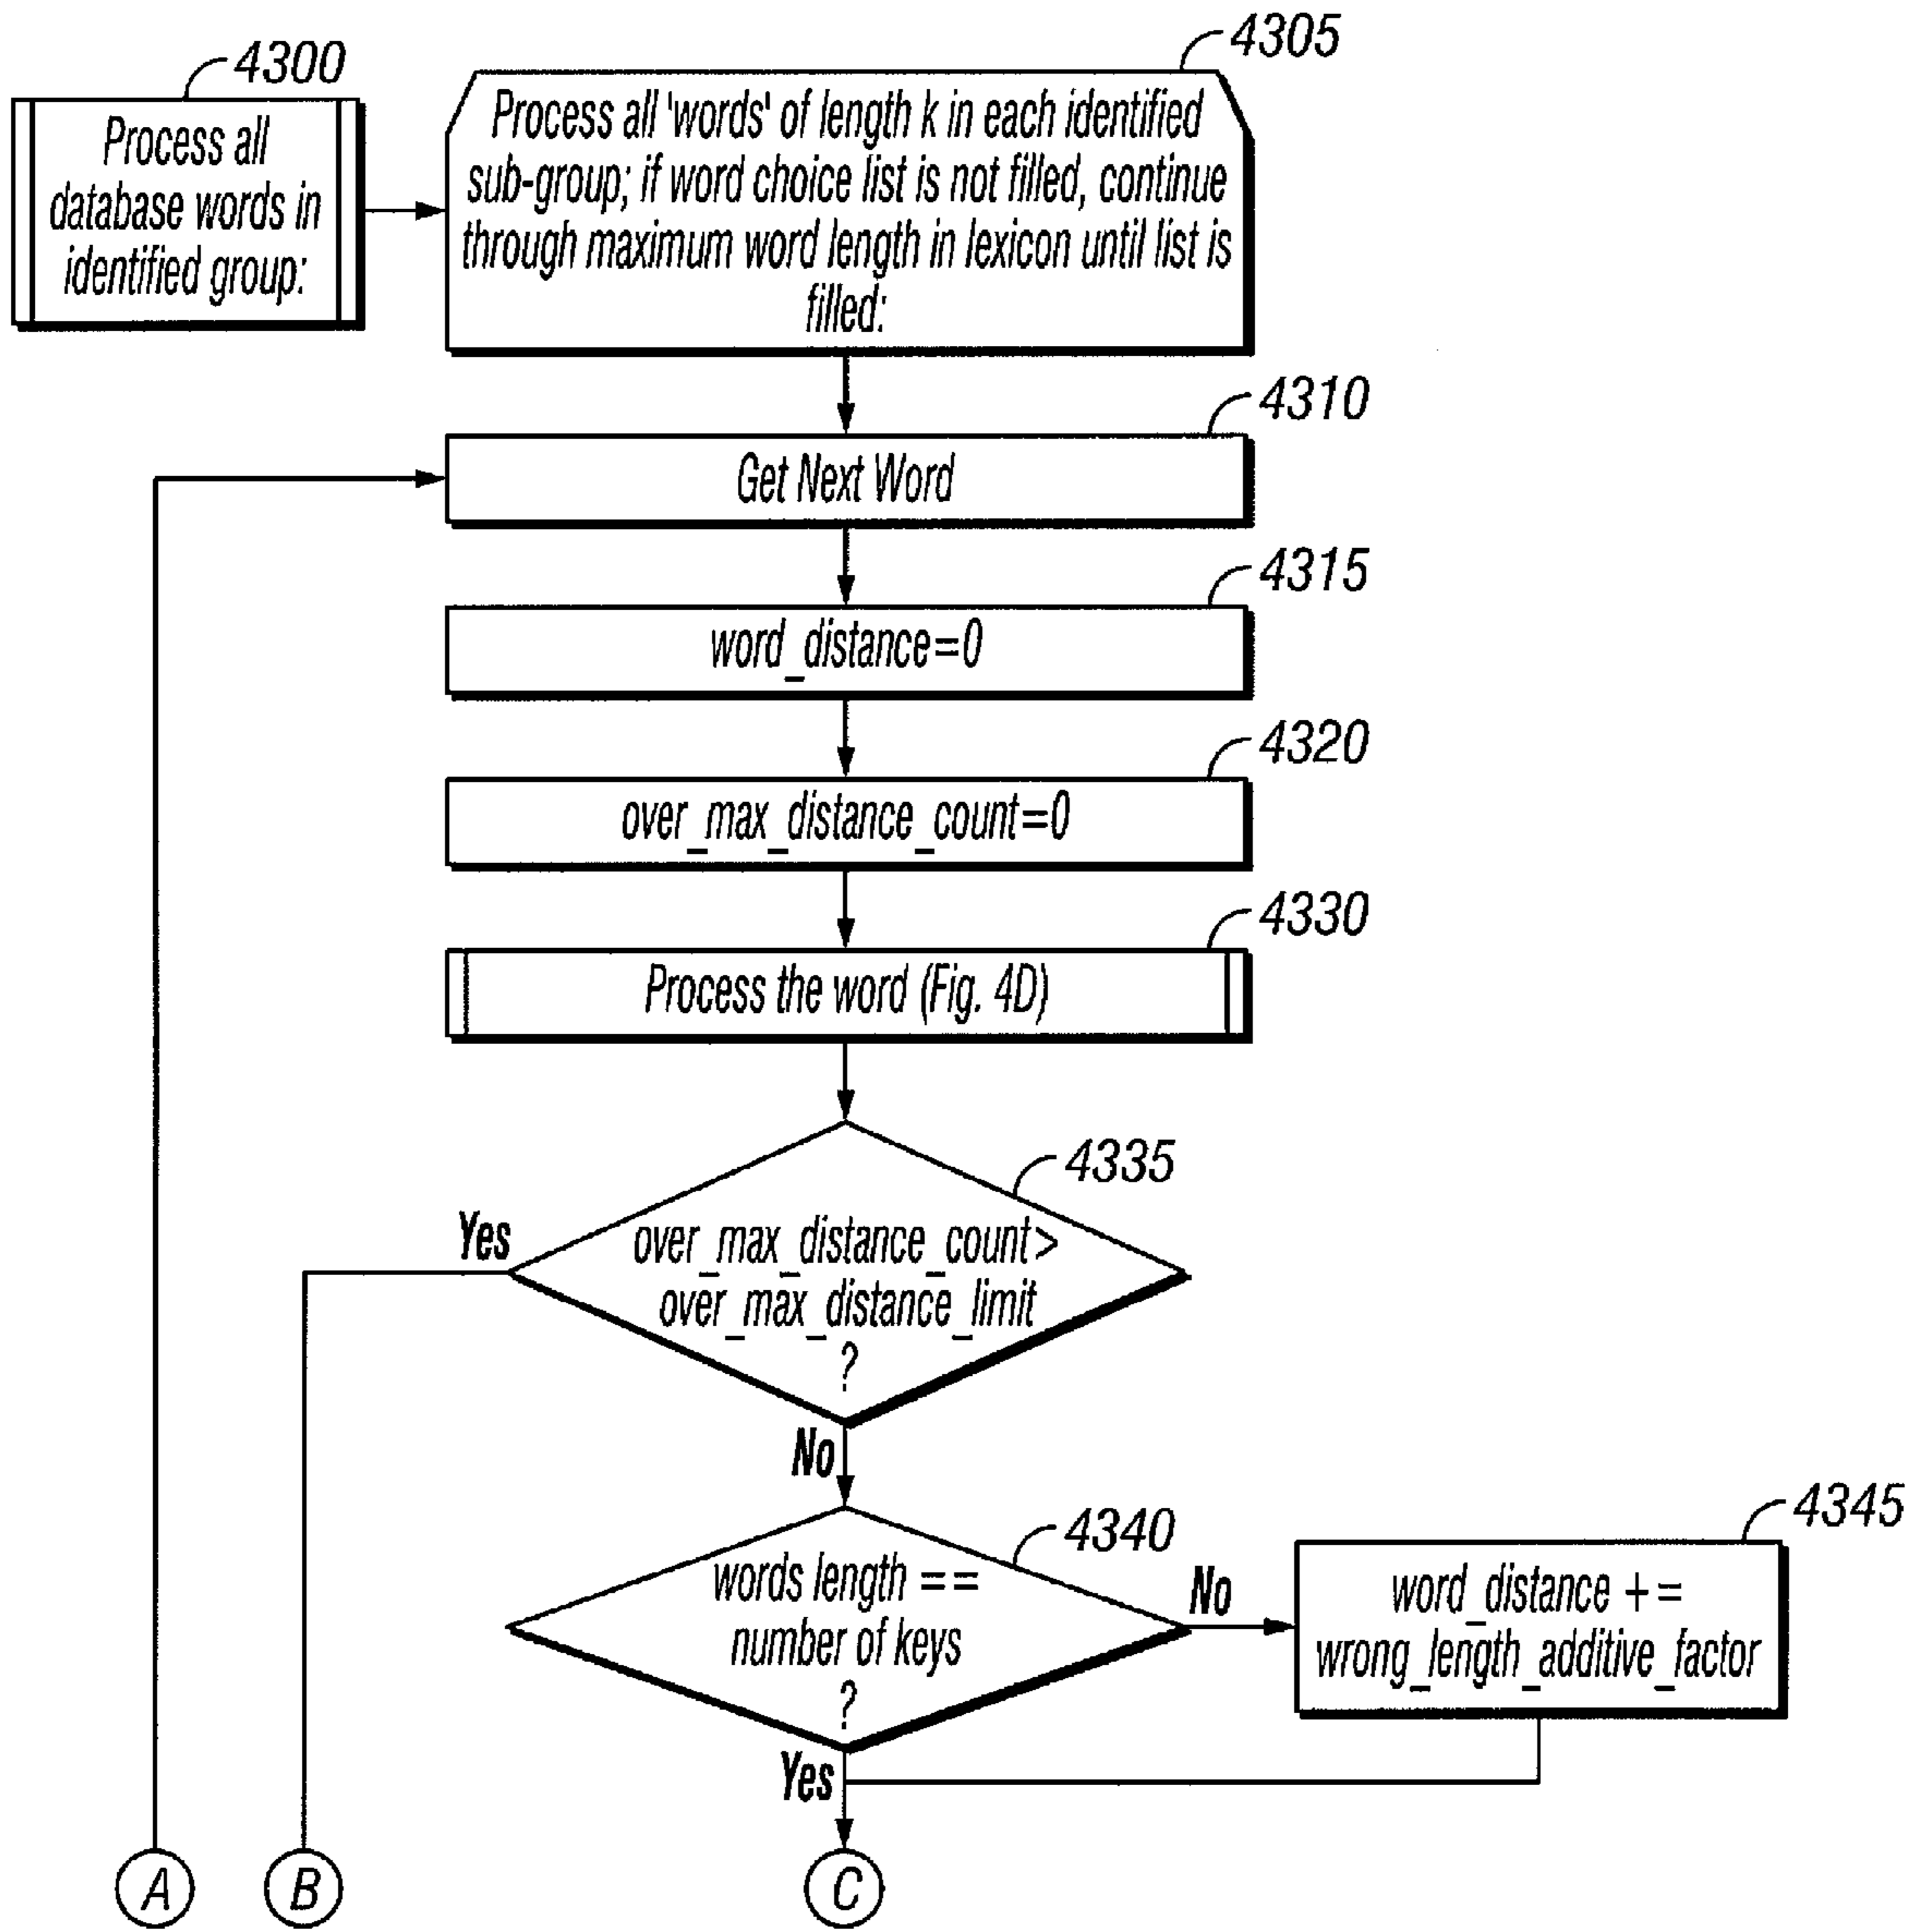 4300
Process all
database words in
identified group:
4305
Process all 'words' of length k in each identified
sub-group; if word choice list is not filled, continue
through maximum word length in lexicon until list is
filled:
4310
Get Next Word
4315
word_distance=0
4320
over_max_distance_count=0
4330
Process the word (Fig. 4D)
4335
over_max_distance_count>
over_max_distance_limit
?
Yes
No
4340
words length ==
number of keys
?
No
4345
word_distance +=
wrong_length_additive_factor
Yes
A
B
C